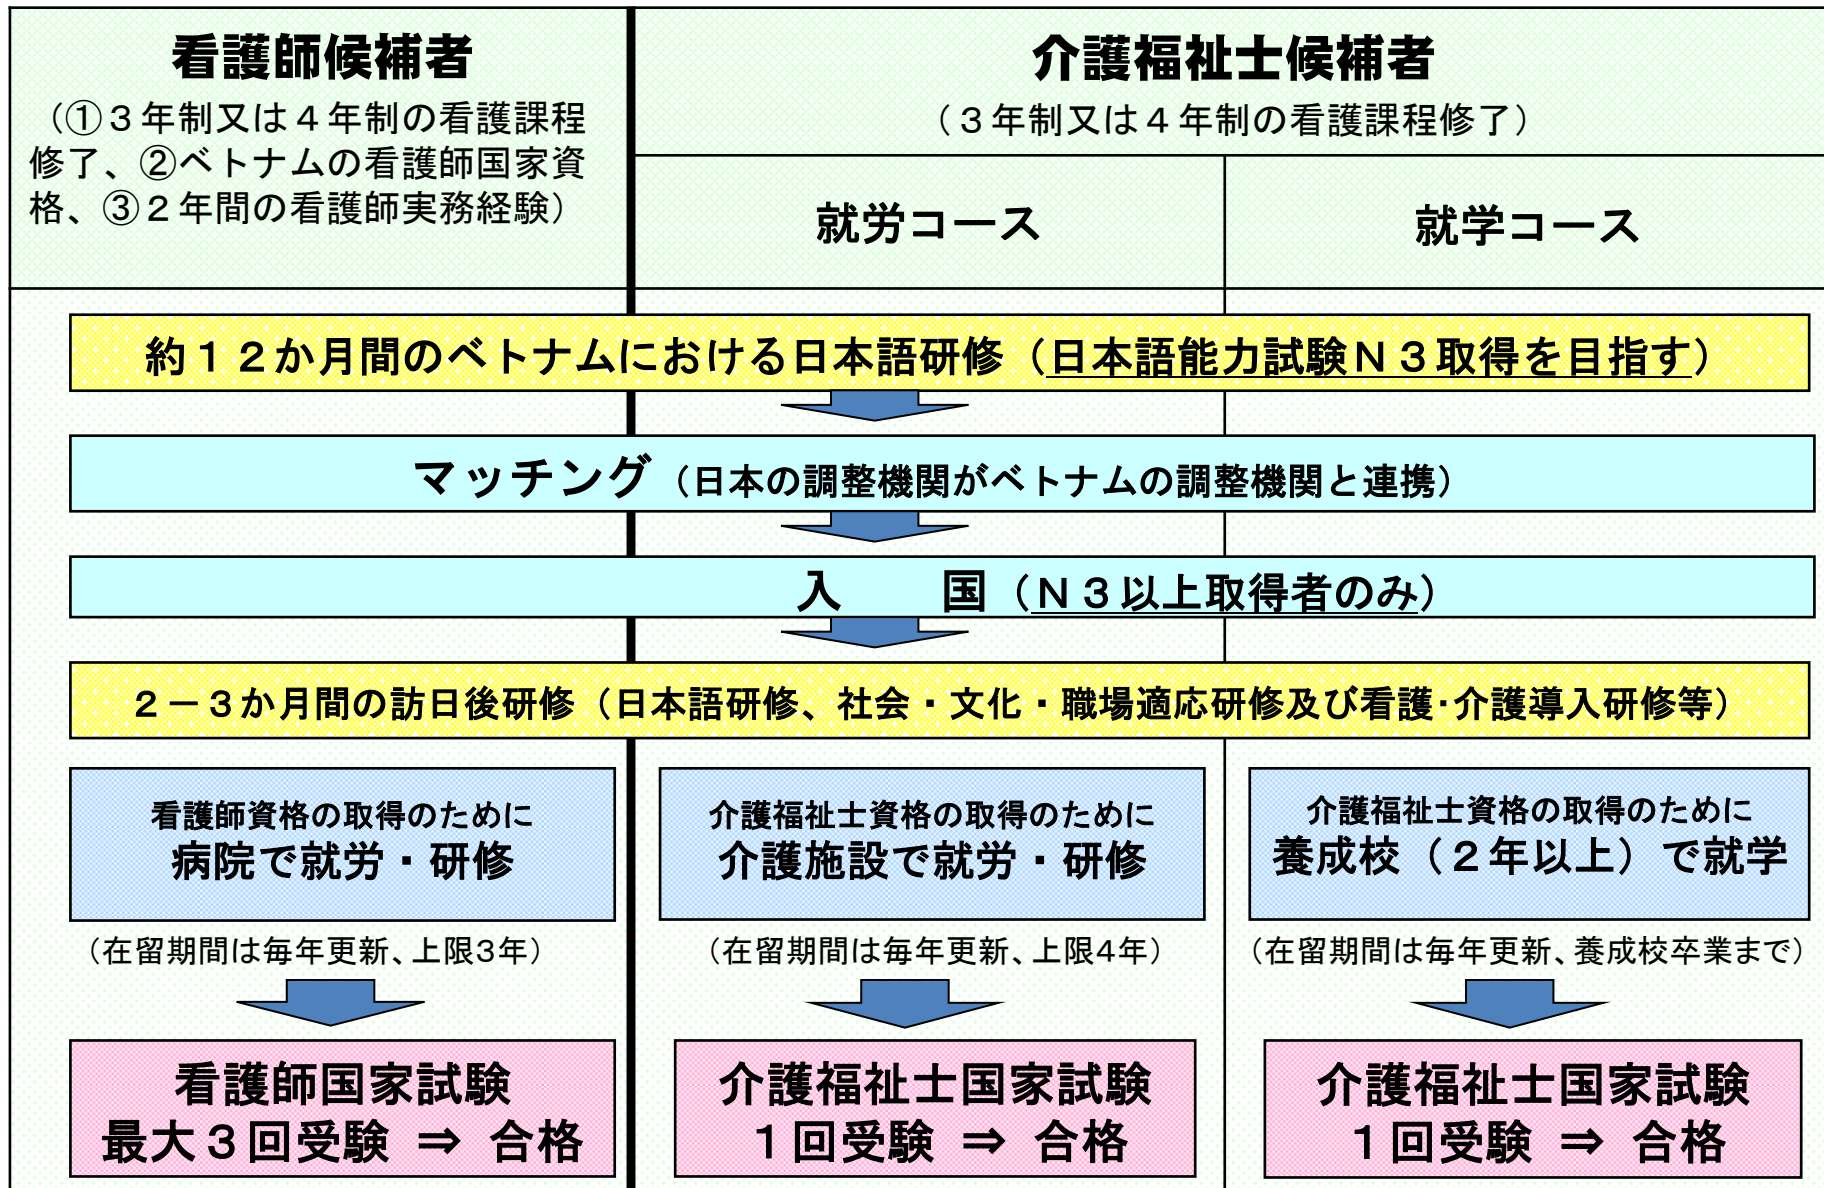 看護師候補者
（①３年制又は４年制の看護課程
修了、②ベトナムの看護師国家資
格、③２年間の看護師実務経験）
介護福祉士候補者
（３年制又は４年制の看護課程修了）
就労コース
就学コース
約１２か月間のベトナムにおける日本語研修（日本語能力試験Ｎ３取得を目指す）
マッチング（日本の調整機関がベトナムの調整機関と連携）
入　　国（Ｎ３以上取得者のみ）
２－３か月間の訪日後研修（日本語研修、社会・文化・職場適応研修及び看護･介護導入研修等）
看護師資格の取得のために
病院で就労・研修
（在留期間は毎年更新、上限3年）
看護師国家試験
最大３回受験 ⇒ 合格
介護福祉士資格の取得のために
介護施設で就労・研修
（在留期間は毎年更新、上限4年）
介護福祉士国家試験
１回受験 ⇒ 合格
介護福祉士資格の取得のために
養成校（２年以上）で就学
（在留期間は毎年更新、養成校卒業まで）
介護福祉士国家試験
１回受験 ⇒ 合格